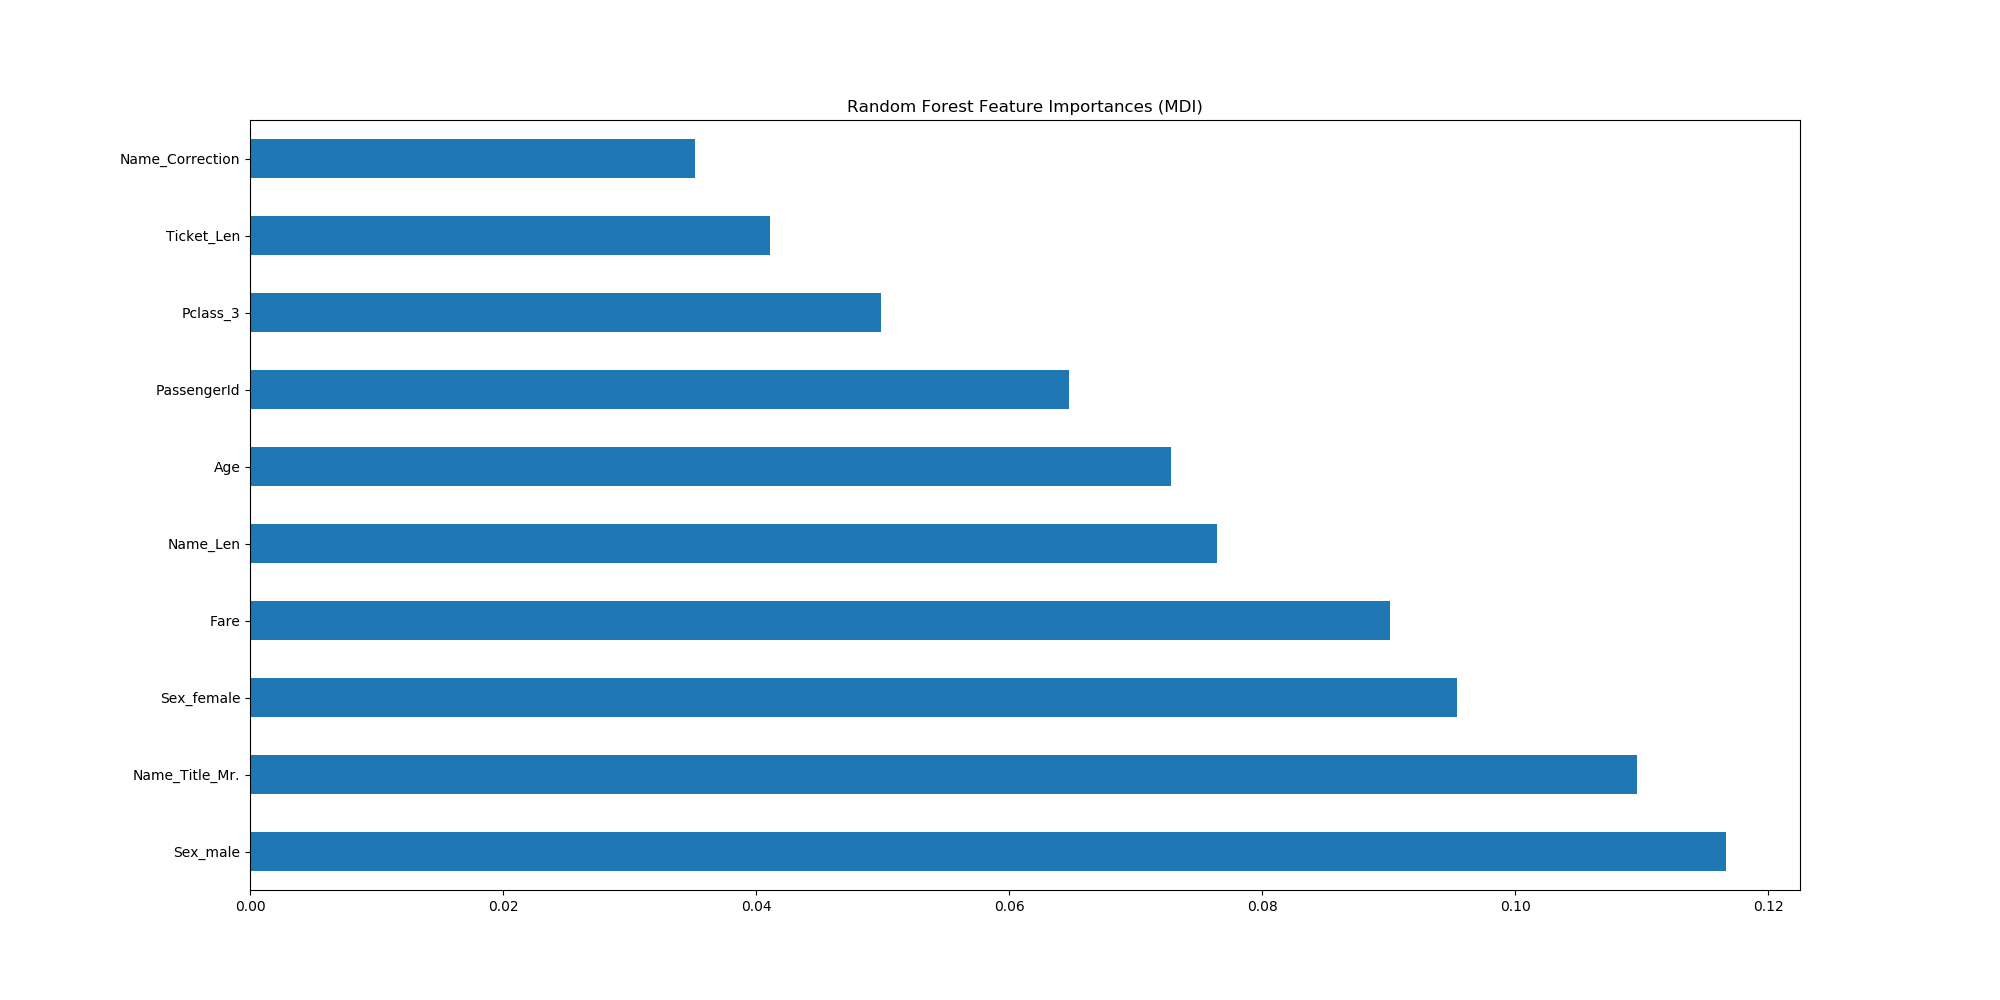 Random Forest Feature Importances (MDI)
Name_Correction
Ticket_Len
Pclass_3
PassengerId
Age
Name_Len
Fare
Sex_female
Name_Title_Mr.
Sex_male
0.00 0.02 0.04 0.06 0.08 0.10 0.12